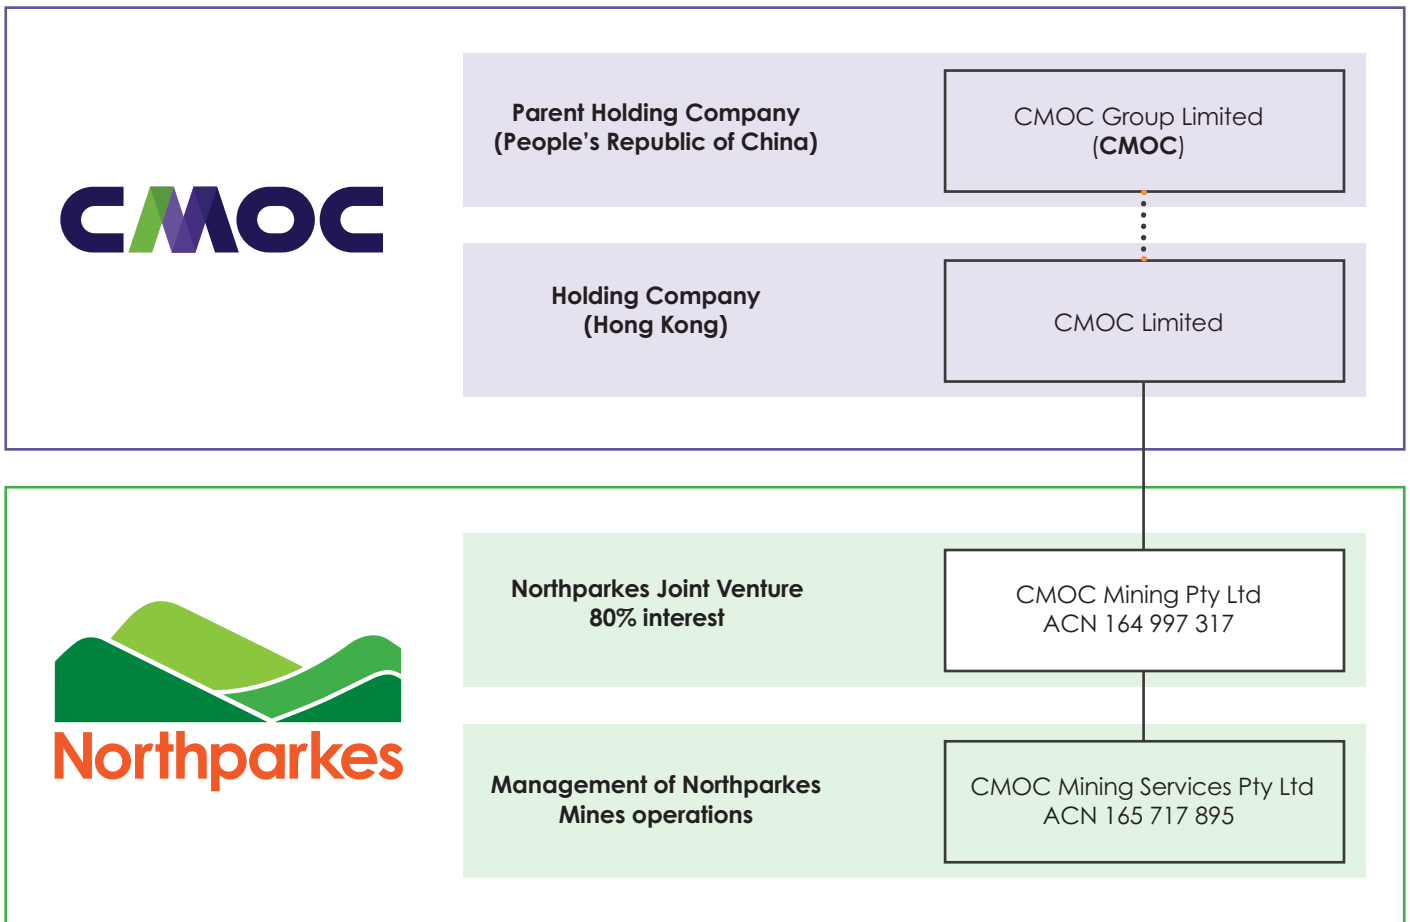 CMOC
Parent Holding Company
(People's Republic of China)
CMOC Group Limited
(CMOC)
Holding Company
(Hong Kong)
CMOC Limited
Northparkes
Northparkes Joint Venture
80% interest
CMOC Mining Pty Ltd
ACN 164 997 317
Management of Northparkes
Mines operations
CMOC Mining Services Pty Ltd
ACN 165 717 895